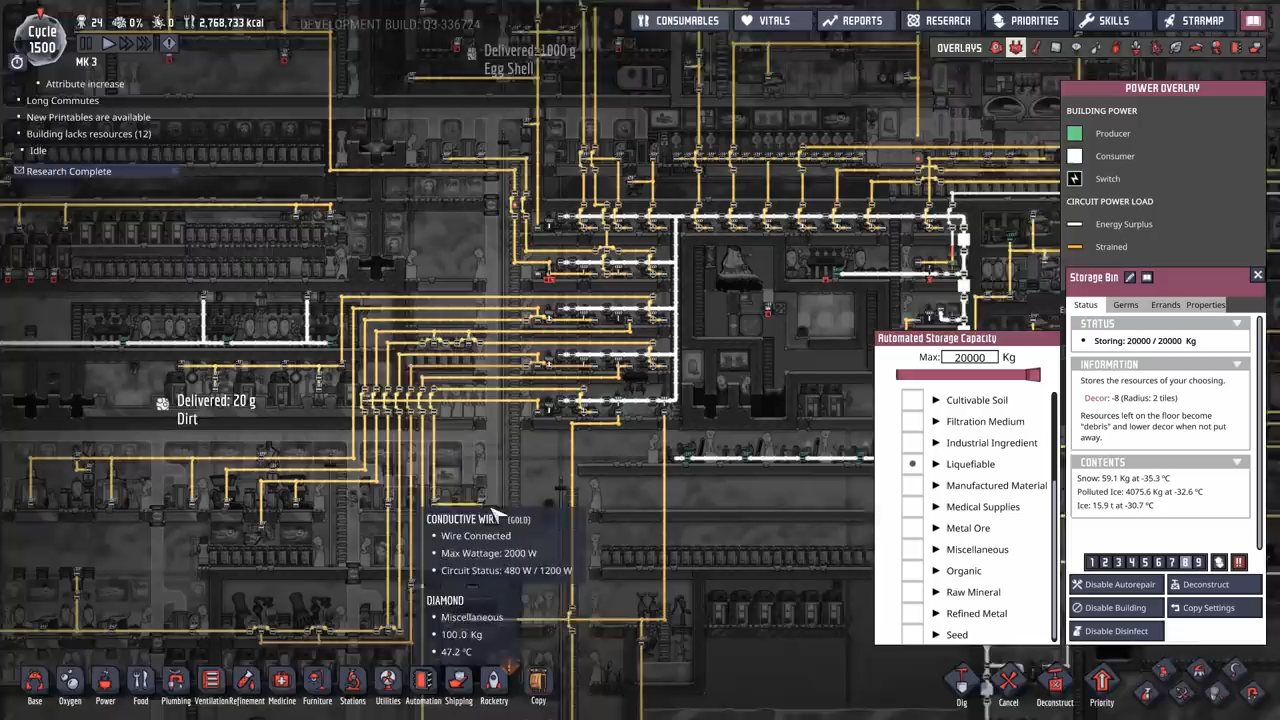 24 0% 0 2,768.733 kcal
DEVELOPMENT BUILD: Q3-336724
Cycle
1500
MK 3
Attribute increase
Long Commutes
New Printables are available
Building lacks resources (12)
Idle
Research Complete
Delivered: 1000 g
Egg Shell
CONSUMABLES VITALS REPORTS RESEARCH PRIORITIES SKILLS STARMAP
OVERLAYS
POWER OVERLAY
BUILDING POWER
Producer
Consumer
Switch
CIRCUIT POWER LOAD
Energy Surplus
Strained
Storage Bin
Status Germs Errands Properties
STATUS
Storing: 20000 / 20000 Kg
INFORMATION
Stores the resources of your choosing.
Decor: -8 (Radius: 2 tiles)
Resources left on the floor become
"debris" and lower decor when not put
away.
CONTENTS
Snow: 59.1 Kg at -35.3 ºC
Polluted Ice: 4075.6 Kg at -32.6 ºC
Ice: 15.9 t at -30.7 ºC
1 2 3 4 5 6 7 8 9 !!
Disable Autorepair Deconstruct
Disable Building Copy Settings
Disable Disinfect
Automated Storage Capacity
Max: 20000 Kg
Cultivable Soil
Filtration Medium
Industrial Ingredient
Liquefiable
Manufactured Material
Medical Supplies
Metal Ore
Miscellaneous
Organic
Raw Mineral
Refined Metal
Seed
Delivered: 20 g
Dirt
CONDUCTIVE WIRE (GOLD)
Wire Connected
Max Wattage: 2000 W
Circuit Status: 480 W / 1200 W
DIAMOND
Miscellaneous
100.0 Kg
47.2 ºC
Base Oxygen Power Food Plumbing Ventilation Refinement Medicine Furniture Stations Utilities Automation Shipping Rocketry Copy
Dig Cancel Deconstruct Priority